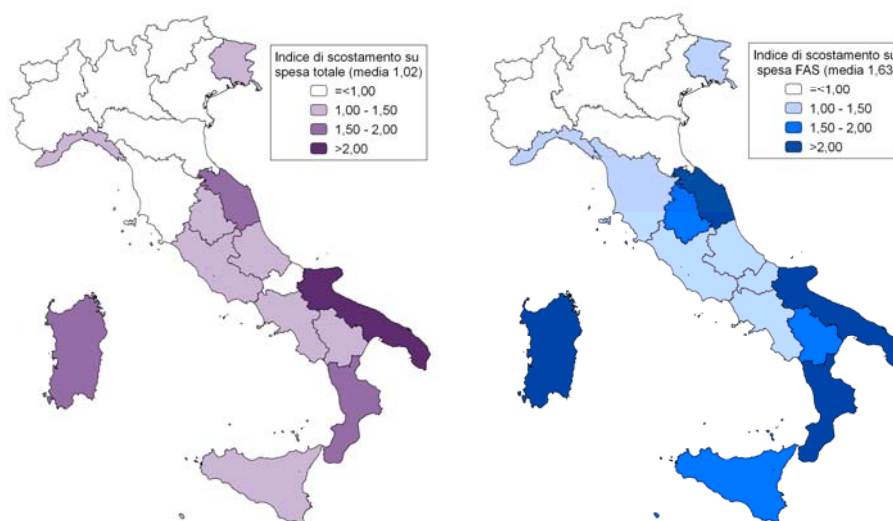 Indice di scostamento su
spesa totale (media 1,02)
=<1,00
1,00 - 1,50
1,50 - 2,00
>2,00
Indice di scostamento su
spesa FAS (media 1,63
=<1,00
1,00 - 1,50
1,50 - 2,00
>2,00